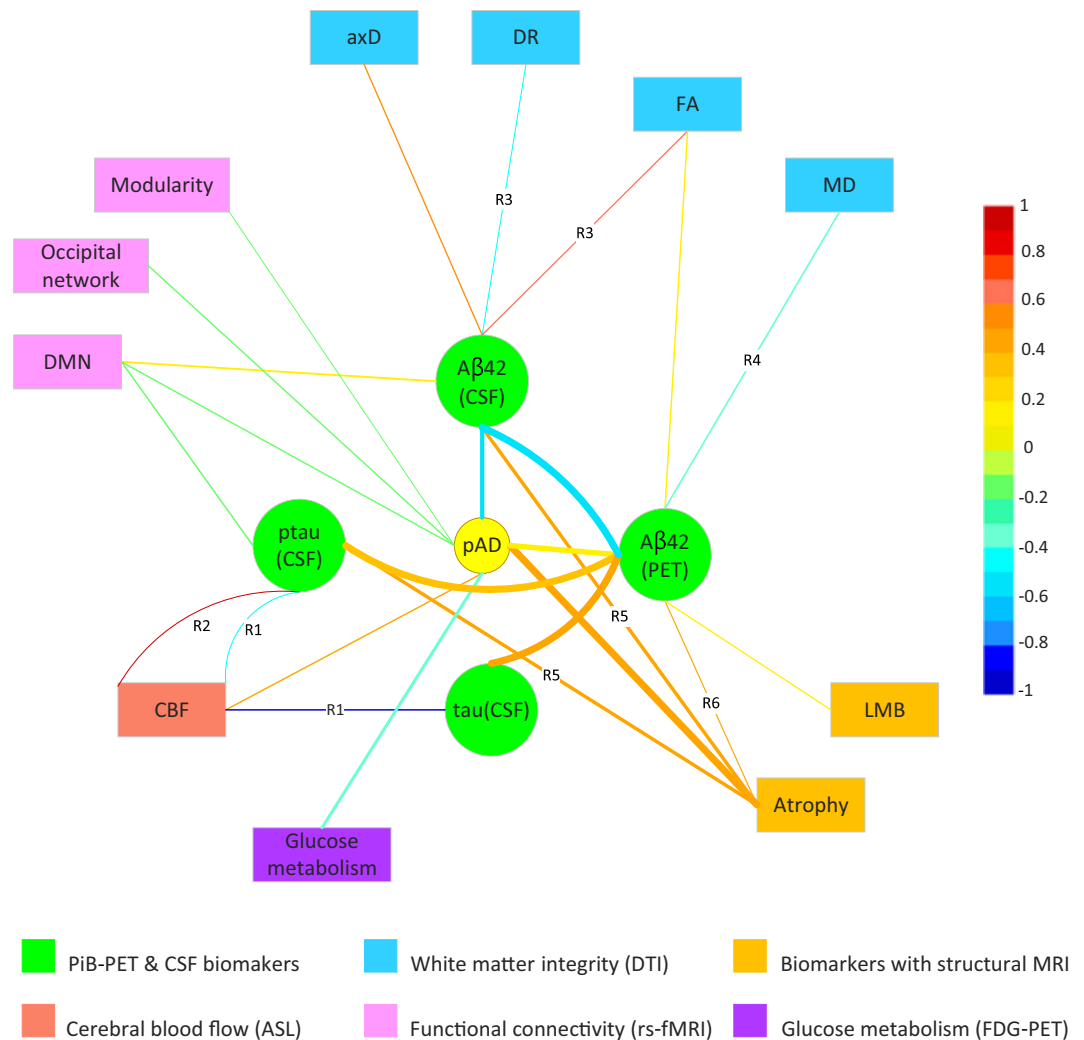 axD
DR
FA
Modularity
MD
R3
1
Occipital
network
R3
0.8
0.6
DMN
R4
0.4
Aβ42
(CSF)
0.2
0
-0.2
ptau
(CSF)
pAD
Aβ42
(PET)
-0.4
-0.6
R2
R1
R5
-0.8
R5
-1
CBF
R1
tau(CSF)
R6
LMB
Atrophy
Glucose
metabolism
PiB-PET & CSF biomakers
White matter integrity (DTI)
Biomarkers with structural MRI
Cerebral blood flow (ASL)
Functional connectivity (rs-fMRI)
Glucose metabolism (FDG-PET)